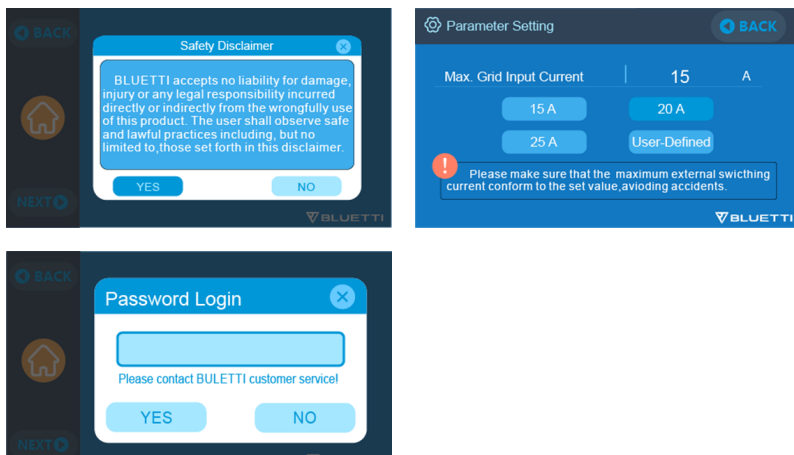 BACK
Safety Disclaimer
BLUETTI accepts no liability for damage,
injury or any legal responsibility incurred
directly or indirectly from the wrongfully use
of this product. The user shall observe safe
and lawful practices including, but no
limited to,those set forth in this disclaimer.
YES NO
NEXT
BLUETTI
Parameter Setting
BACK
Max. Grid Input Current 15 A
15 A 20 A
25 A User-Defined
!
Please make sure that the maximum external swicthing
current conform to the set value,avioding accidents.
BLUETTI
BACK
Password Login
Please contact BULETTI customer service!
YES NO
NEXT